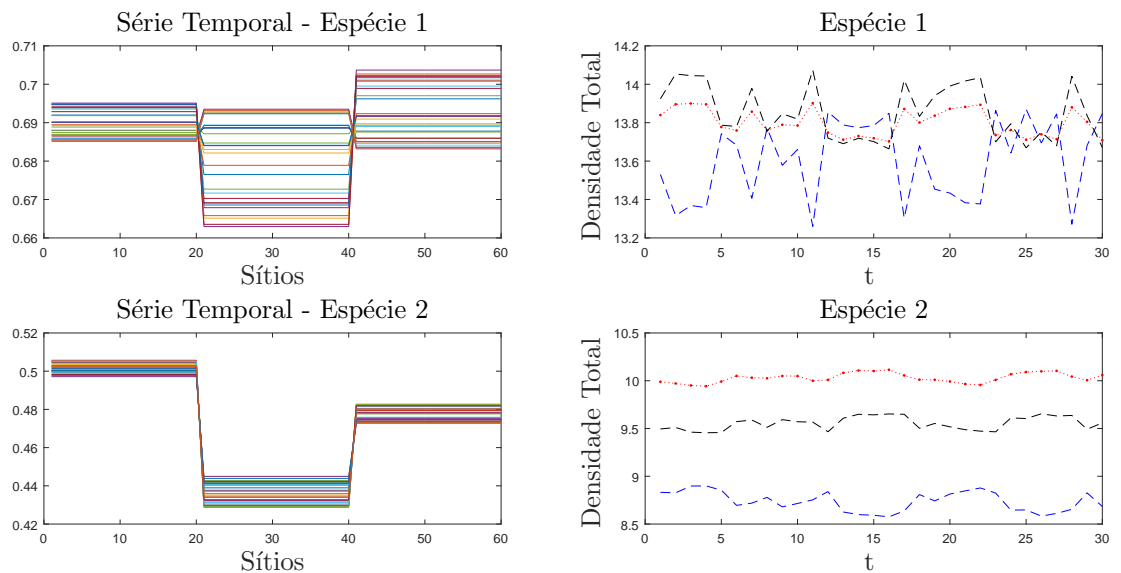 Série Temporal - Espécie 1
0.71
0.7
0.69
0.68
0.67
0.66
0 10 20 30 40 50 60
Sítios
Espécie 1
Densidade Total
14.2
14
13.8
13.6
13.4
13.2
0 5 10 15 20 25 30
t
Série Temporal - Espécie 2
0.52
0.5
0.48
0.46
0.44
0.42
0 10 20 30 40 50 60
Sítios
Espécie 2
Densidade Total
10.5
10
9.5
9
8.5
0 5 10 15 20 25 30
t